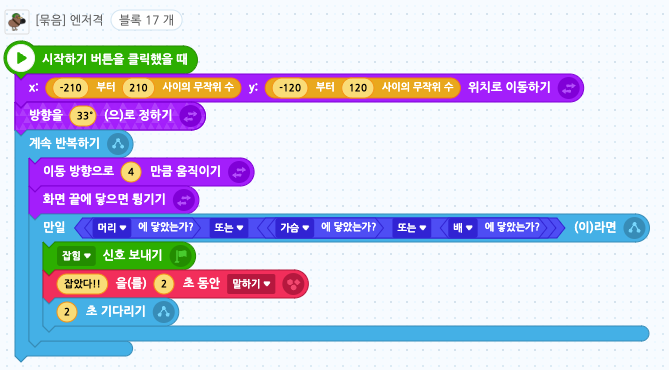 [묶음] 엔저격 블록 17 개
시작하기 버튼을 클릭했을 때
x: -210 부터 210 사이의 무작위 수 y: -120 부터 120 사이의 무작위 수 위치로 이동하기
방향을 33° (으)로 정하기
계속 반복하기
이동 방향으로 4 만큼 움직이기
화면 끝에 닿으면 튕기기
만일 머리▼ 에 닿았는가? 또는▼ 가슴▼ 에 닿았는가? 또는▼ 배▼ 에 닿았는가? (이)라면
잡힘▼ 신호 보내기
잡았다!! 을(를) 2 초 동안 말하기▼
2 초 기다리기